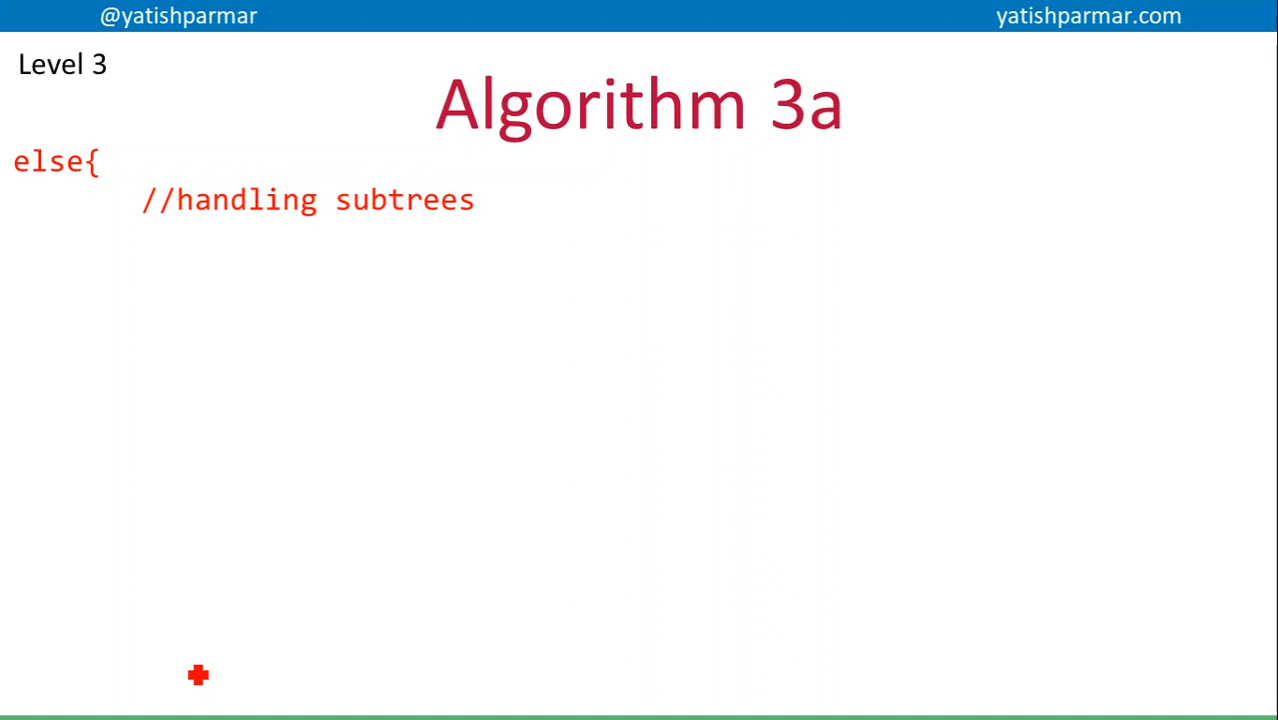 @yatishparmar yatishparmar.com
Level 3
Algorithm 3a
else{
//handling subtrees